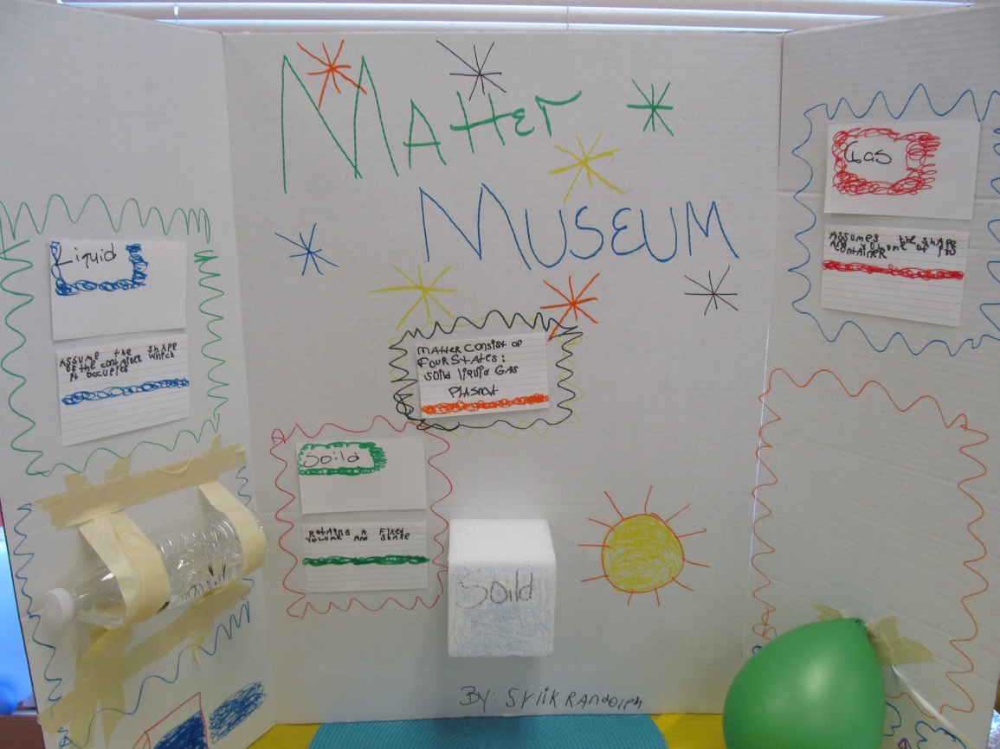 Matter
Museum
Liquid
Assume the shape
of the container which
it occupies
Matter consist of
four states:
soild liquid Gas
Plasmat
Soild
Retains a fixed
volume and shape
Soild
Gas
Assumes the shape
and volume of its
container
By: Sylik Randolph